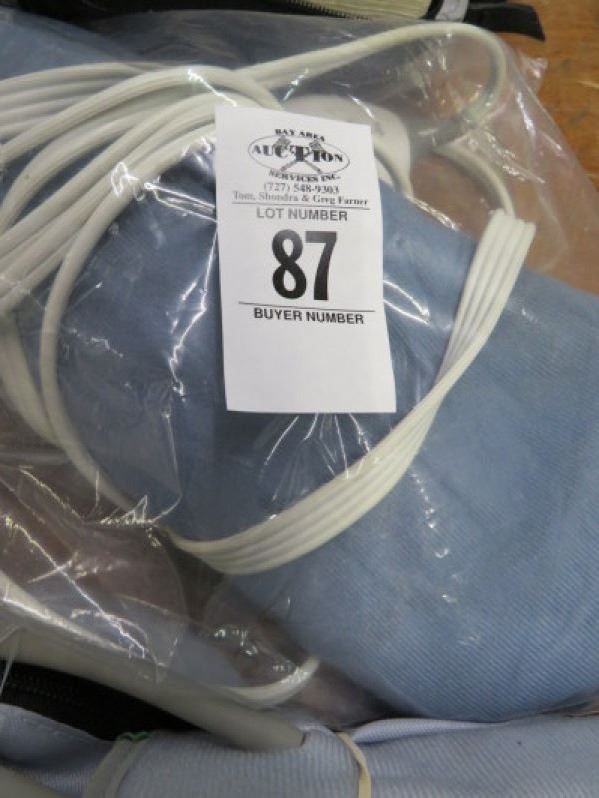 BAY AREA
AUCTION
SERVICES INC.
(727) 548-9303
Tom, Shondra & Greg Farner
LOT NUMBER
87
BUYER NUMBER